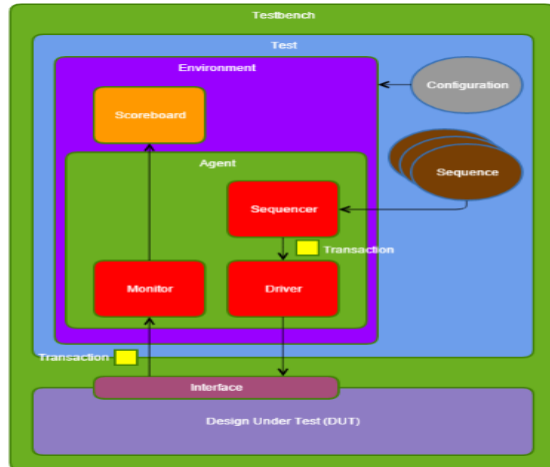 Testbench
Test
Environment
Configuration
Scoreboard
Agent
Sequence
Sequencer
Transaction
Monitor
Driver
Transaction
Interface
Design Under Test (DUT)